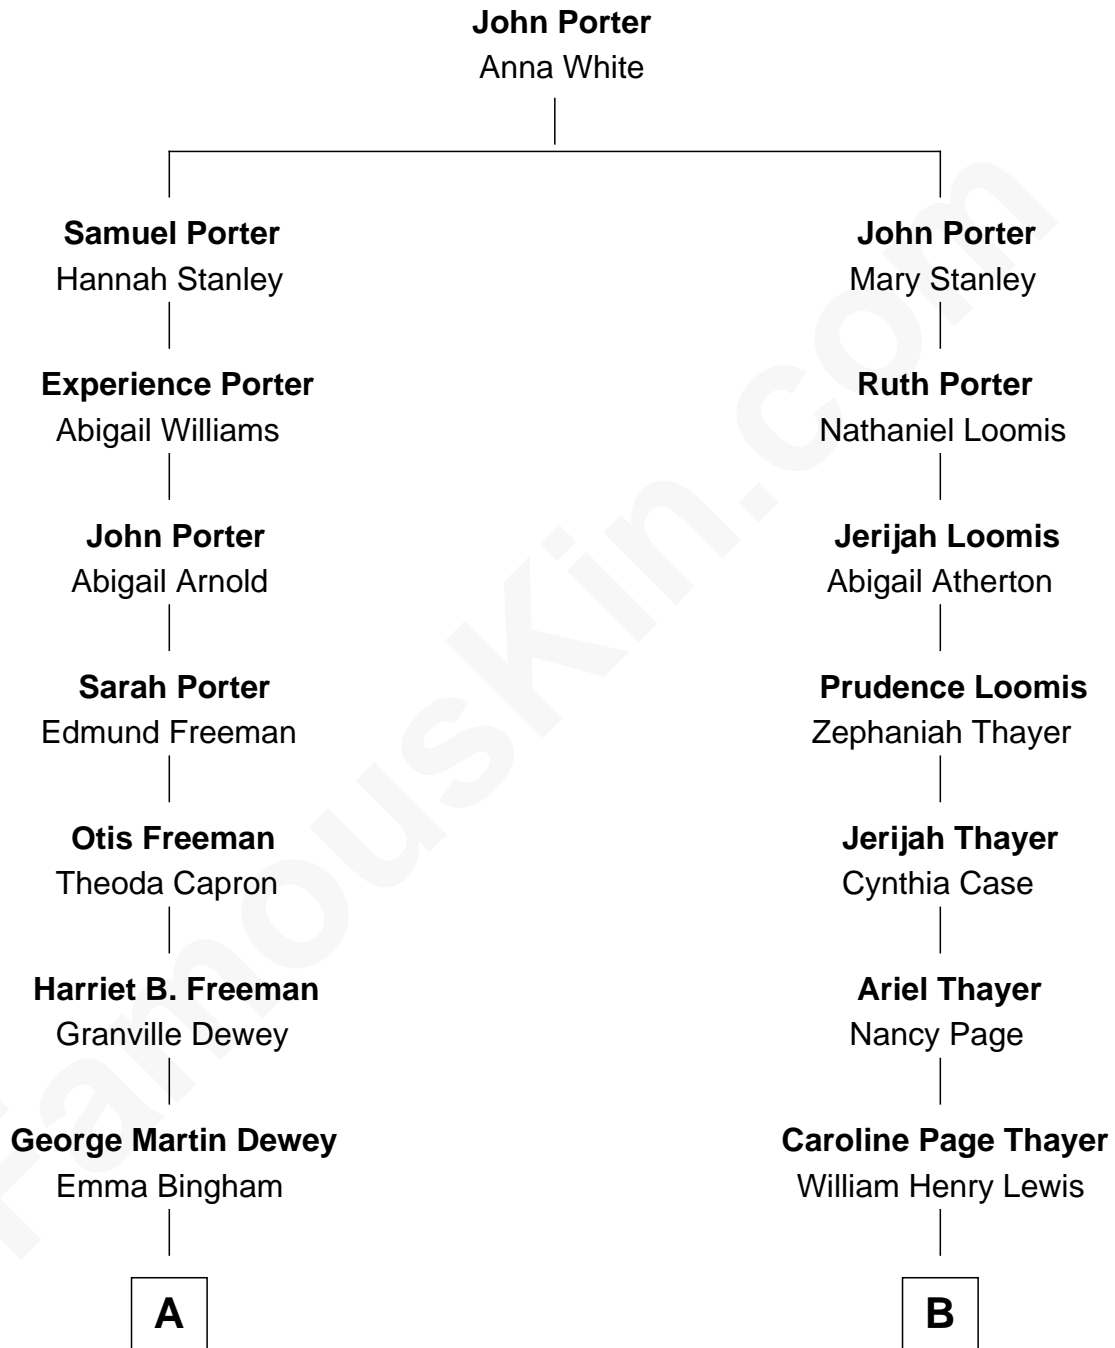 John Porter
Anna White
Samuel Porter
Hannah Stanley
John Porter
Mary Stanley
Experience Porter
Abigail Williams
Ruth Porter
Nathaniel Loomis
John Porter
Abigail Arnold
Jerijah Loomis
Abigail Atherton
Sarah Porter
Edmund Freeman
Prudence Loomis
Zephaniah Thayer
Otis Freeman
Theoda Capron
Jerijah Thayer
Cynthia Case
Harriet B. Freeman
Granville Dewey
Ariel Thayer
Nancy Page
George Martin Dewey
Emma Bingham
Caroline Page Thayer
William Henry Lewis
A
B
FamousKin.com